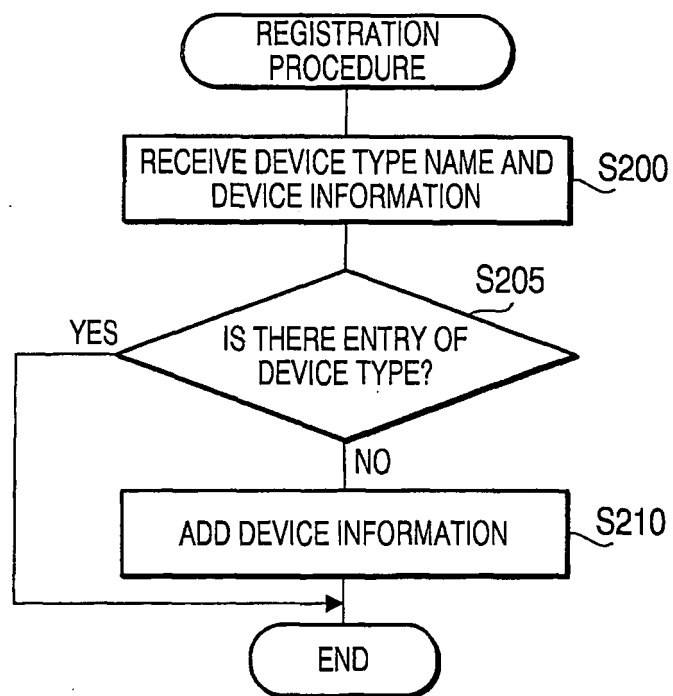 REGISTRATION
PROCEDURE
RECEIVE DEVICE TYPE NAME AND
DEVICE INFORMATION
S200
S205
YES
IS THERE ENTRY OF
DEVICE TYPE?
NO
ADD DEVICE INFORMATION
S210
END